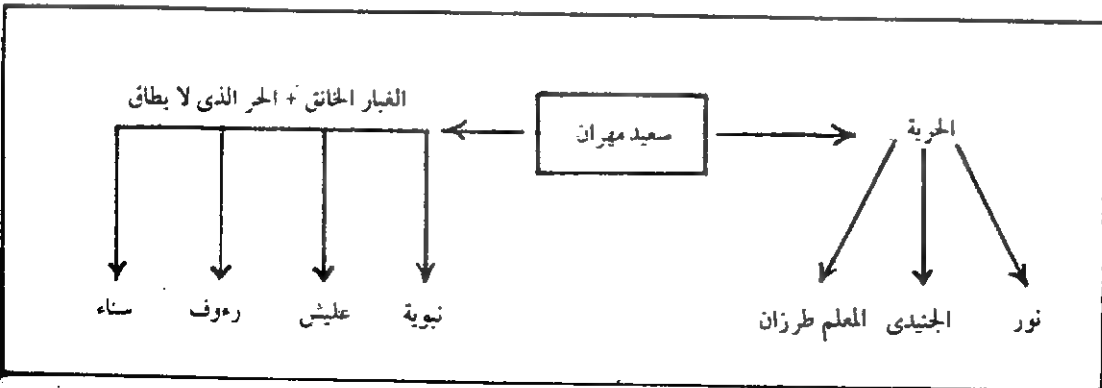 الغبار الخانق + الحر الذى لا يطاق
سعيد مهران
الحرية
نور
الجنيدى
المعلم طرزان
نبوية
عليش
رءوف
سناء